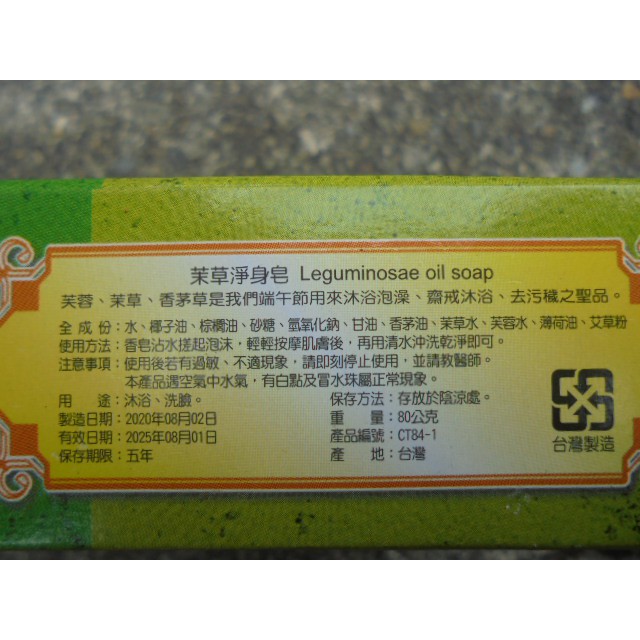 茉草淨身皂 Leguminosae oil soap
芙蓉、茉草、香茅草是我們端午節用來沐浴泡澡、齋戒沐浴、去污穢之聖品。
全成份：水、椰子油、棕櫚油、砂糖、氫氧化鈉、甘油、香茅油、茉草水、芙蓉水、薄荷油、艾草粉
使用方法：香皂沾水搓起泡沫，輕輕按摩肌膚後，再用清水沖洗乾淨即可。
注意事項：使用後若有過敏、不適現象，請即刻停止使用，並請教醫師。
本產品遇空氣中水氣，有白點及冒水珠屬正常現象。
用途：沐浴、洗臉。 保存方法：存放於陰涼處。
製造日期：2020年08月02日 重量：80公克
有效日期：2025年08月01日 產品編號：CT84-1
保存期限：五年 產地：台灣
台灣製造